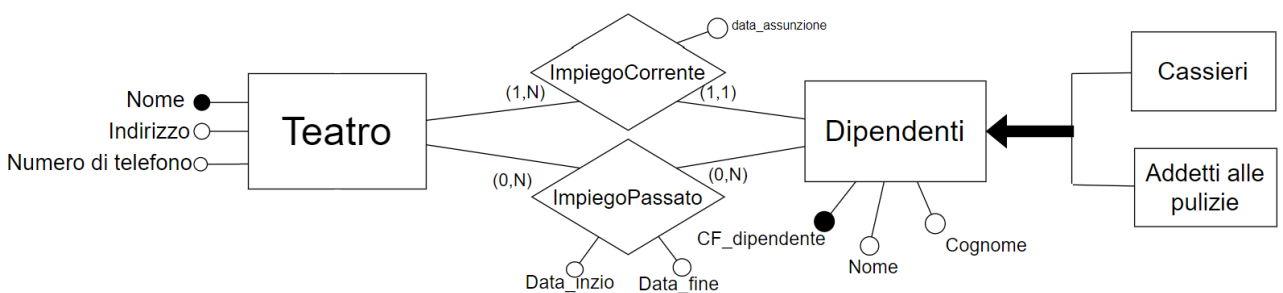 data_assunzione
ImpiegoCorrente
Cassieri
Nome
(1,N)
(1,1)
Indirizzo
Teatro
Dipendenti
Numero di telefono
(0,N)
(0,N)
Addetti alle
pulizie
ImpiegoPassato
CF_dipendente
Cognome
Nome
Data_inzio
Data_fine